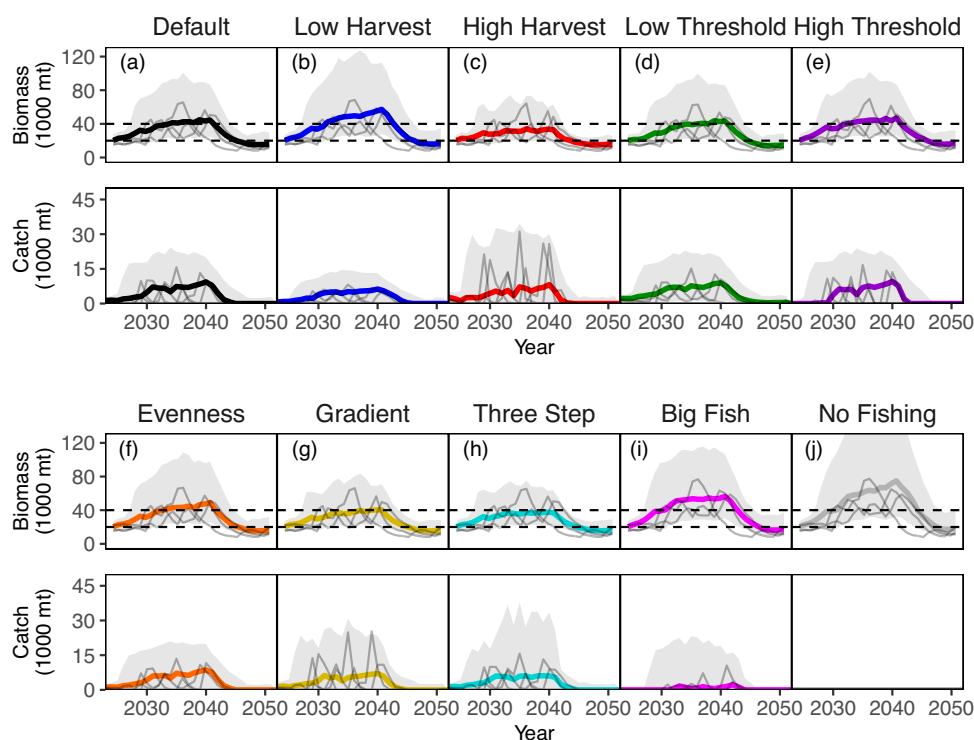 Default Low Harvest High Harvest Low Threshold High Threshold
Biomass
(1000 mt)
120
80
40
0
(a) (b) (c) (d) (e)
Catch
(1000 mt)
45
30
15
0
2030 2040 2050 2030 2040 2050 2030 2040 2050 2030 2040 2050 2030 2040 2050
Year
Evenness Gradient Three Step Big Fish No Fishing
Biomass
(1000 mt)
120
80
40
0
(f) (g) (h) (i) (j)
Catch
(1000 mt)
45
30
15
0
2030 2040 2050 2030 2040 2050 2030 2040 2050 2030 2040 2050 2030 2040 2050
Year